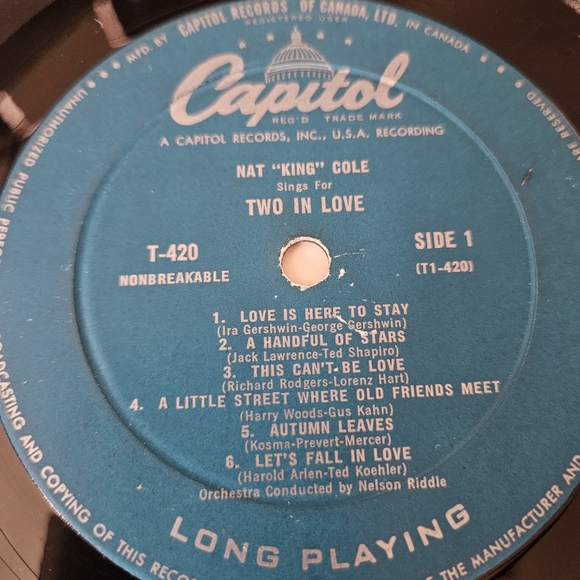 MFD. BY CAPITOL RECORDS OF CANADA, LTD. IN CANADA
REGISTERED USER
Capitol
REG'D TRADE MARK
A CAPITOL RECORDS, INC., U.S.A. RECORDING
NAT "KING" COLE
Sings For
TWO IN LOVE
T-420
SIDE 1
NONBREAKABLE
(T1-420)
1. LOVE IS HERE TO STAY
(Ira Gershwin-George Gershwin)
2. A HANDFUL OF STARS
(Jack Lawrence-Ted Shapiro)
3. THIS CAN'T BE LOVE
(Richard Rodgers-Lorenz Hart)
4. A LITTLE STREET WHERE OLD FRIENDS MEET
(Harry Woods-Gus Kahn)
5. AUTUMN LEAVES
(Kosma-Prevert-Mercer)
6. LET'S FALL IN LOVE
(Harold Arlen-Ted Koehler)
Orchestra Conducted by Nelson Riddle
LONG PLAYING
UNAUTHORIZED PUBLIC
AND COPYING OF THIS
THE MANUFACTURER AND
RESERVED